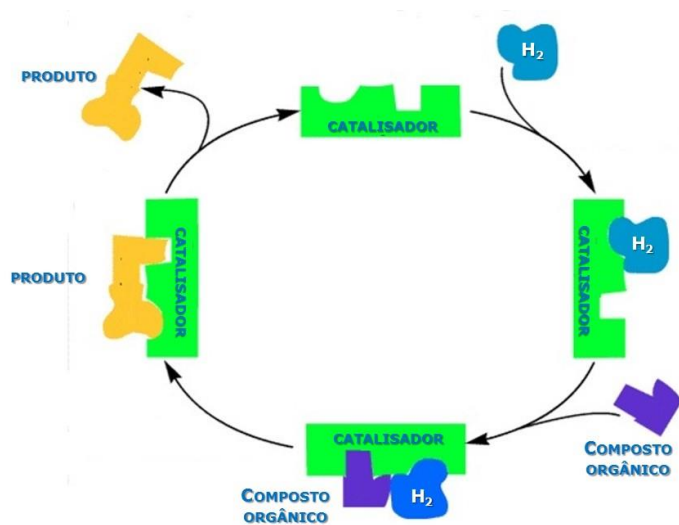 PRODUTO
H₂
CATALISADOR
CATALISADOR
H₂
PRODUTO
CATALISADOR
CATALISADOR
COMPOSTO
ORGÂNICO
COMPOSTO
ORGÂNICO
H₂